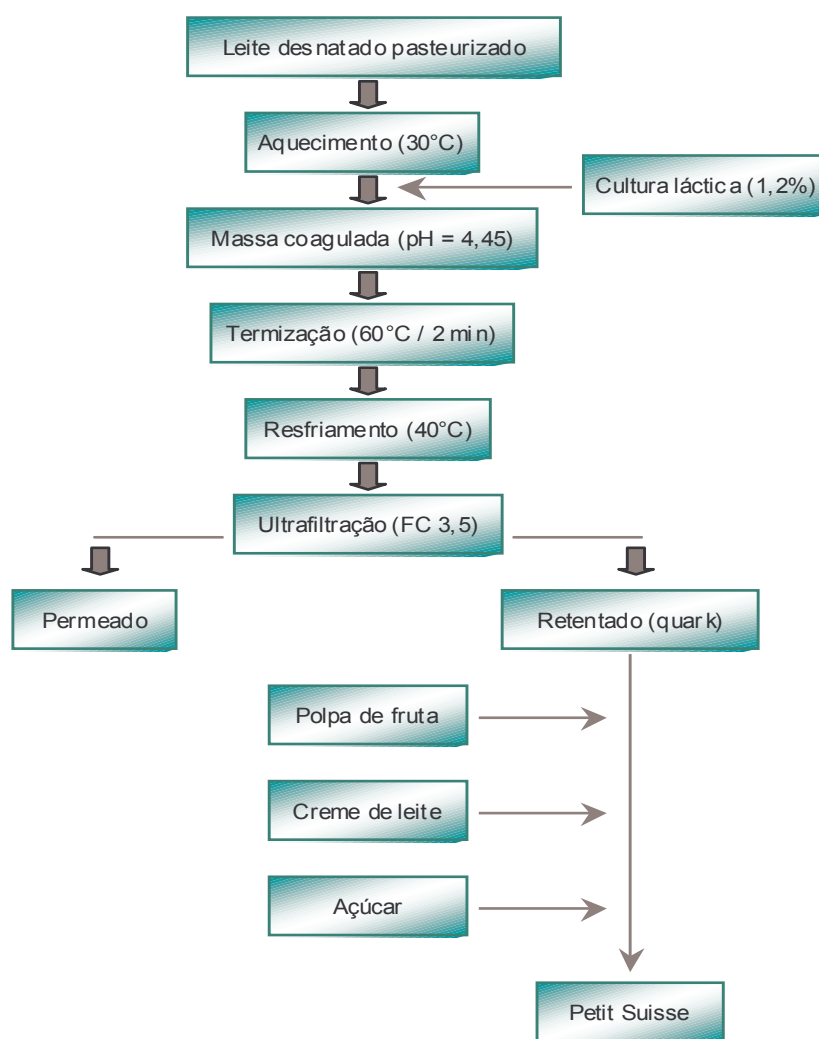 Leite desnatado pasteurizado
Aquecimento (30°C)
Cultura láctica (1,2%)
Massa coagulada (pH = 4,45)
Termização (60°C / 2 min)
Resfriamento (40°C)
Ultrafiltração (FC 3,5)
Permeado
Retentado (quark)
Polpa de fruta
Creme de leite
Açúcar
Petit Suisse